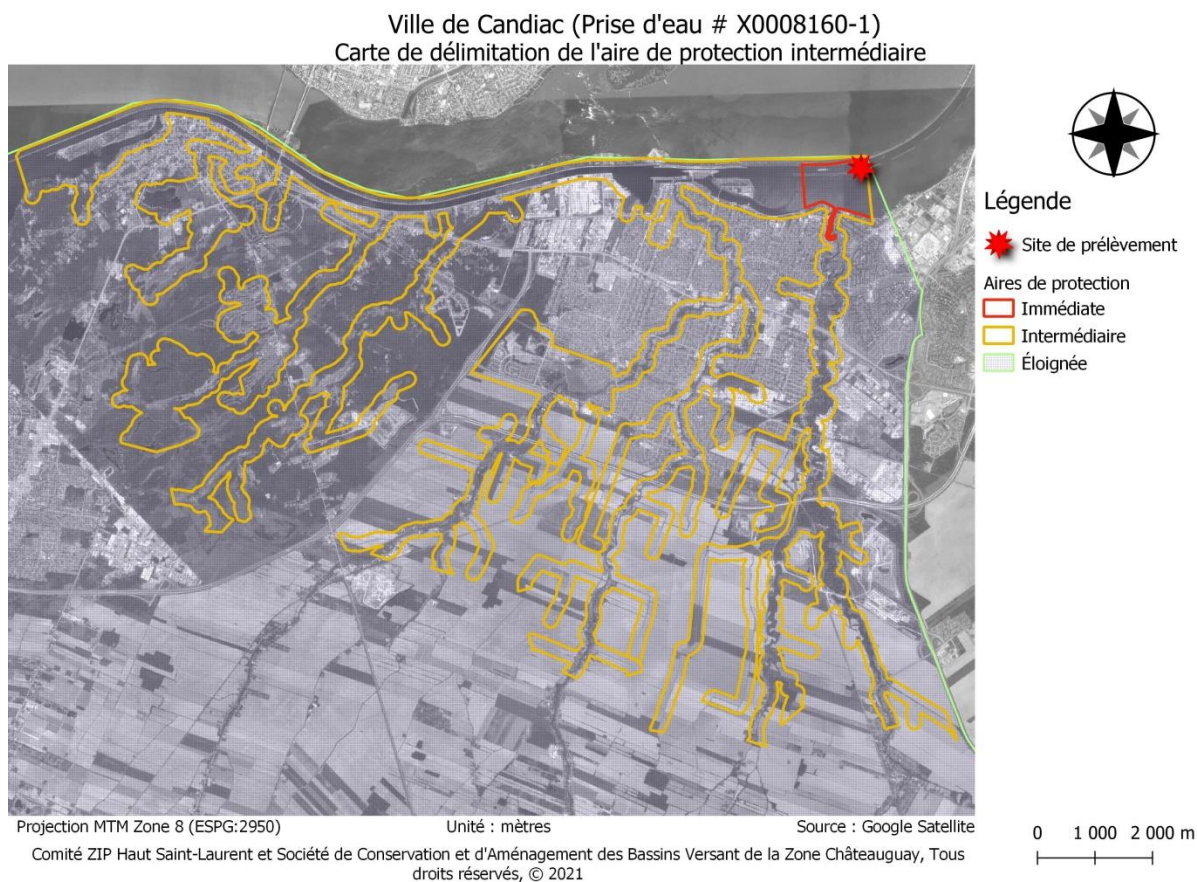 Ville de Candiac (Prise d'eau # X0008160-1)
Carte de délimitation de l'aire de protection intermédiaire
Légende
Site de prélèvement
Aires de protection
Immédiate
Intermédiaire
Éloignée
Projection MTM Zone 8 (ESPG:2950)
Unité : mètres
Source : Google Satellite
0 1 000 2 000 m
Comité ZIP Haut Saint-Laurent et Société de Conservation et d'Aménagement des Bassins Versant de la Zone Châteauguay, Tous
droits réservés, © 2021